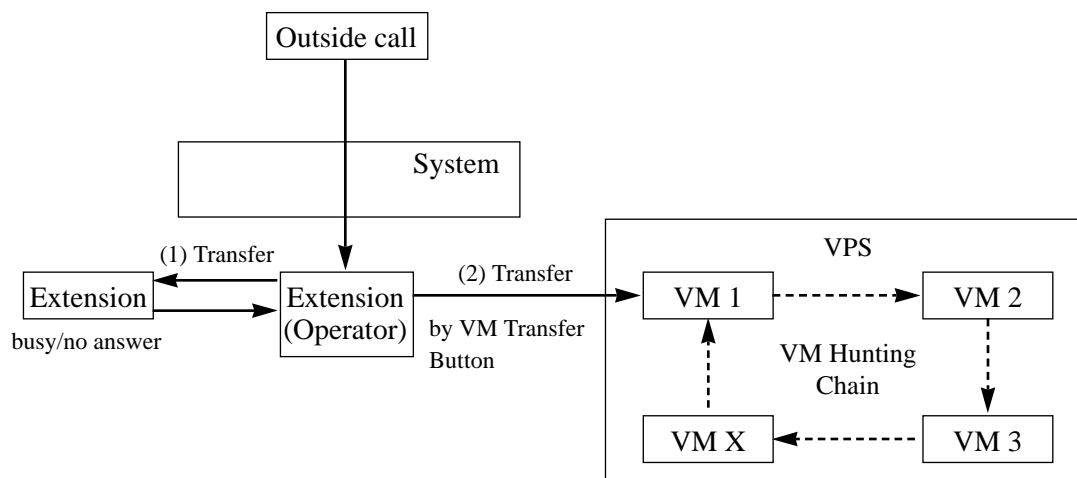 Outside call
System
(1) Transfer
Extension
busy/no answer
Extension
(Operator)
(2) Transfer
by VM Transfer
Button
VPS
VM 1
VM 2
VM Hunting
Chain
VM X
VM 3